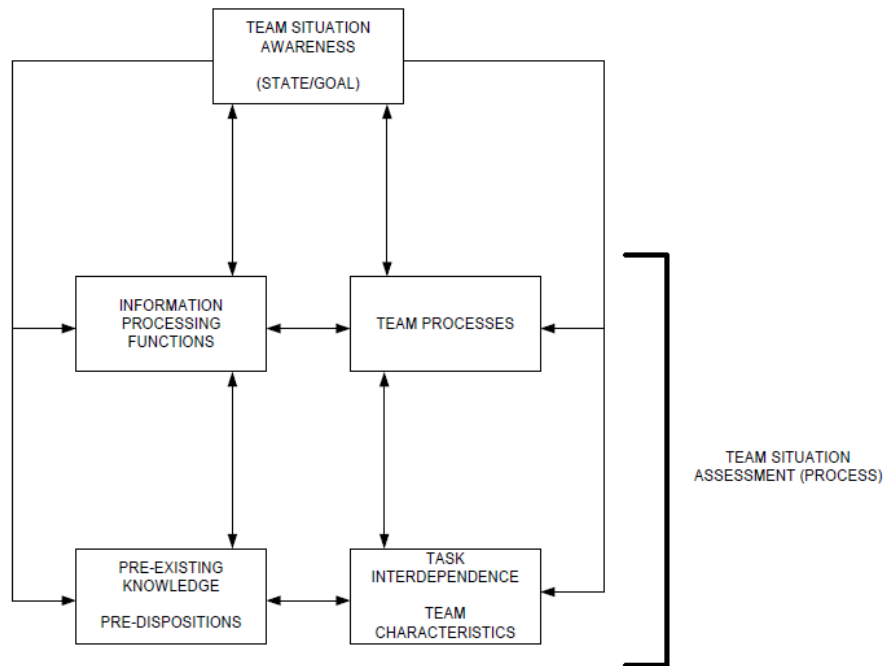 TEAM SITUATION
AWARENESS
(STATE/GOAL)
INFORMATION
PROCESSING
FUNCTIONS
TEAM PROCESSES
TEAM SITUATION
ASSESSMENT (PROCESS)
PRE-EXISTING
KNOWLEDGE
PRE-DISPOSITIONS
TASK
INTERDEPENDENCE
TEAM
CHARACTERISTICS